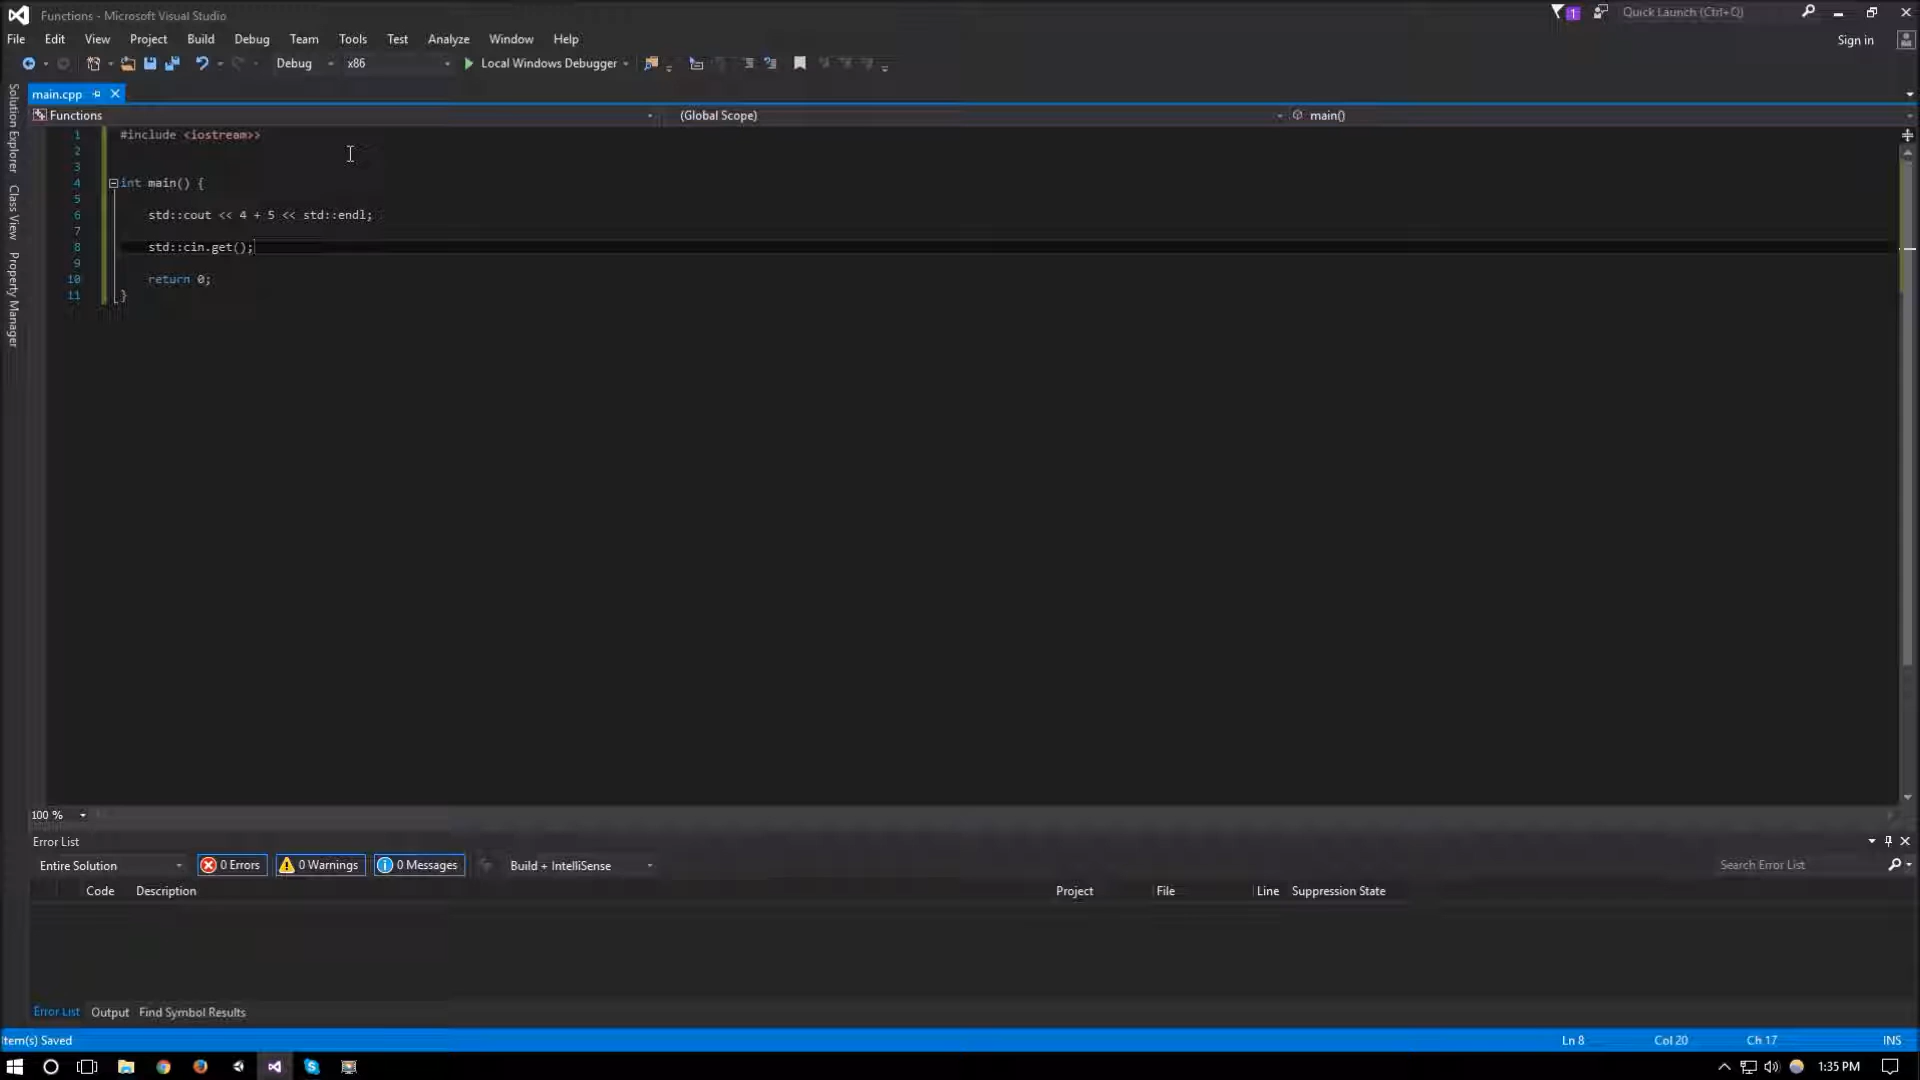 Functions - Microsoft Visual Studio
1
Quick Launch (Ctrl+Q)
File Edit View Project Build Debug Team Tools Test Analyze Window Help
Sign in
Debug x86 Local Windows Debugger
main.cpp
Functions (Global Scope) main()
Solution Explorer
Class View
Property Manager
1 #include <iostream>>
2
3
4 int main() {
5
6 std::cout << 4 + 5 << std::endl;
7
8 std::cin.get();
9
10 return 0;
11 }
100 %
Error List
Entire Solution 0 Errors 0 Warnings 0 Messages Build + IntelliSense Search Error List
Code Description Project File Line Suppression State
Error List Output Find Symbol Results
Item(s) Saved Ln 8 Col 20 Ch 17 INS
1:35 PM